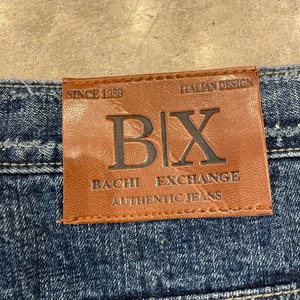 SINCE 1989 ITALIAN DESIGN
B|X
BACHI EXCHANGE
AUTHENTIC JEANS